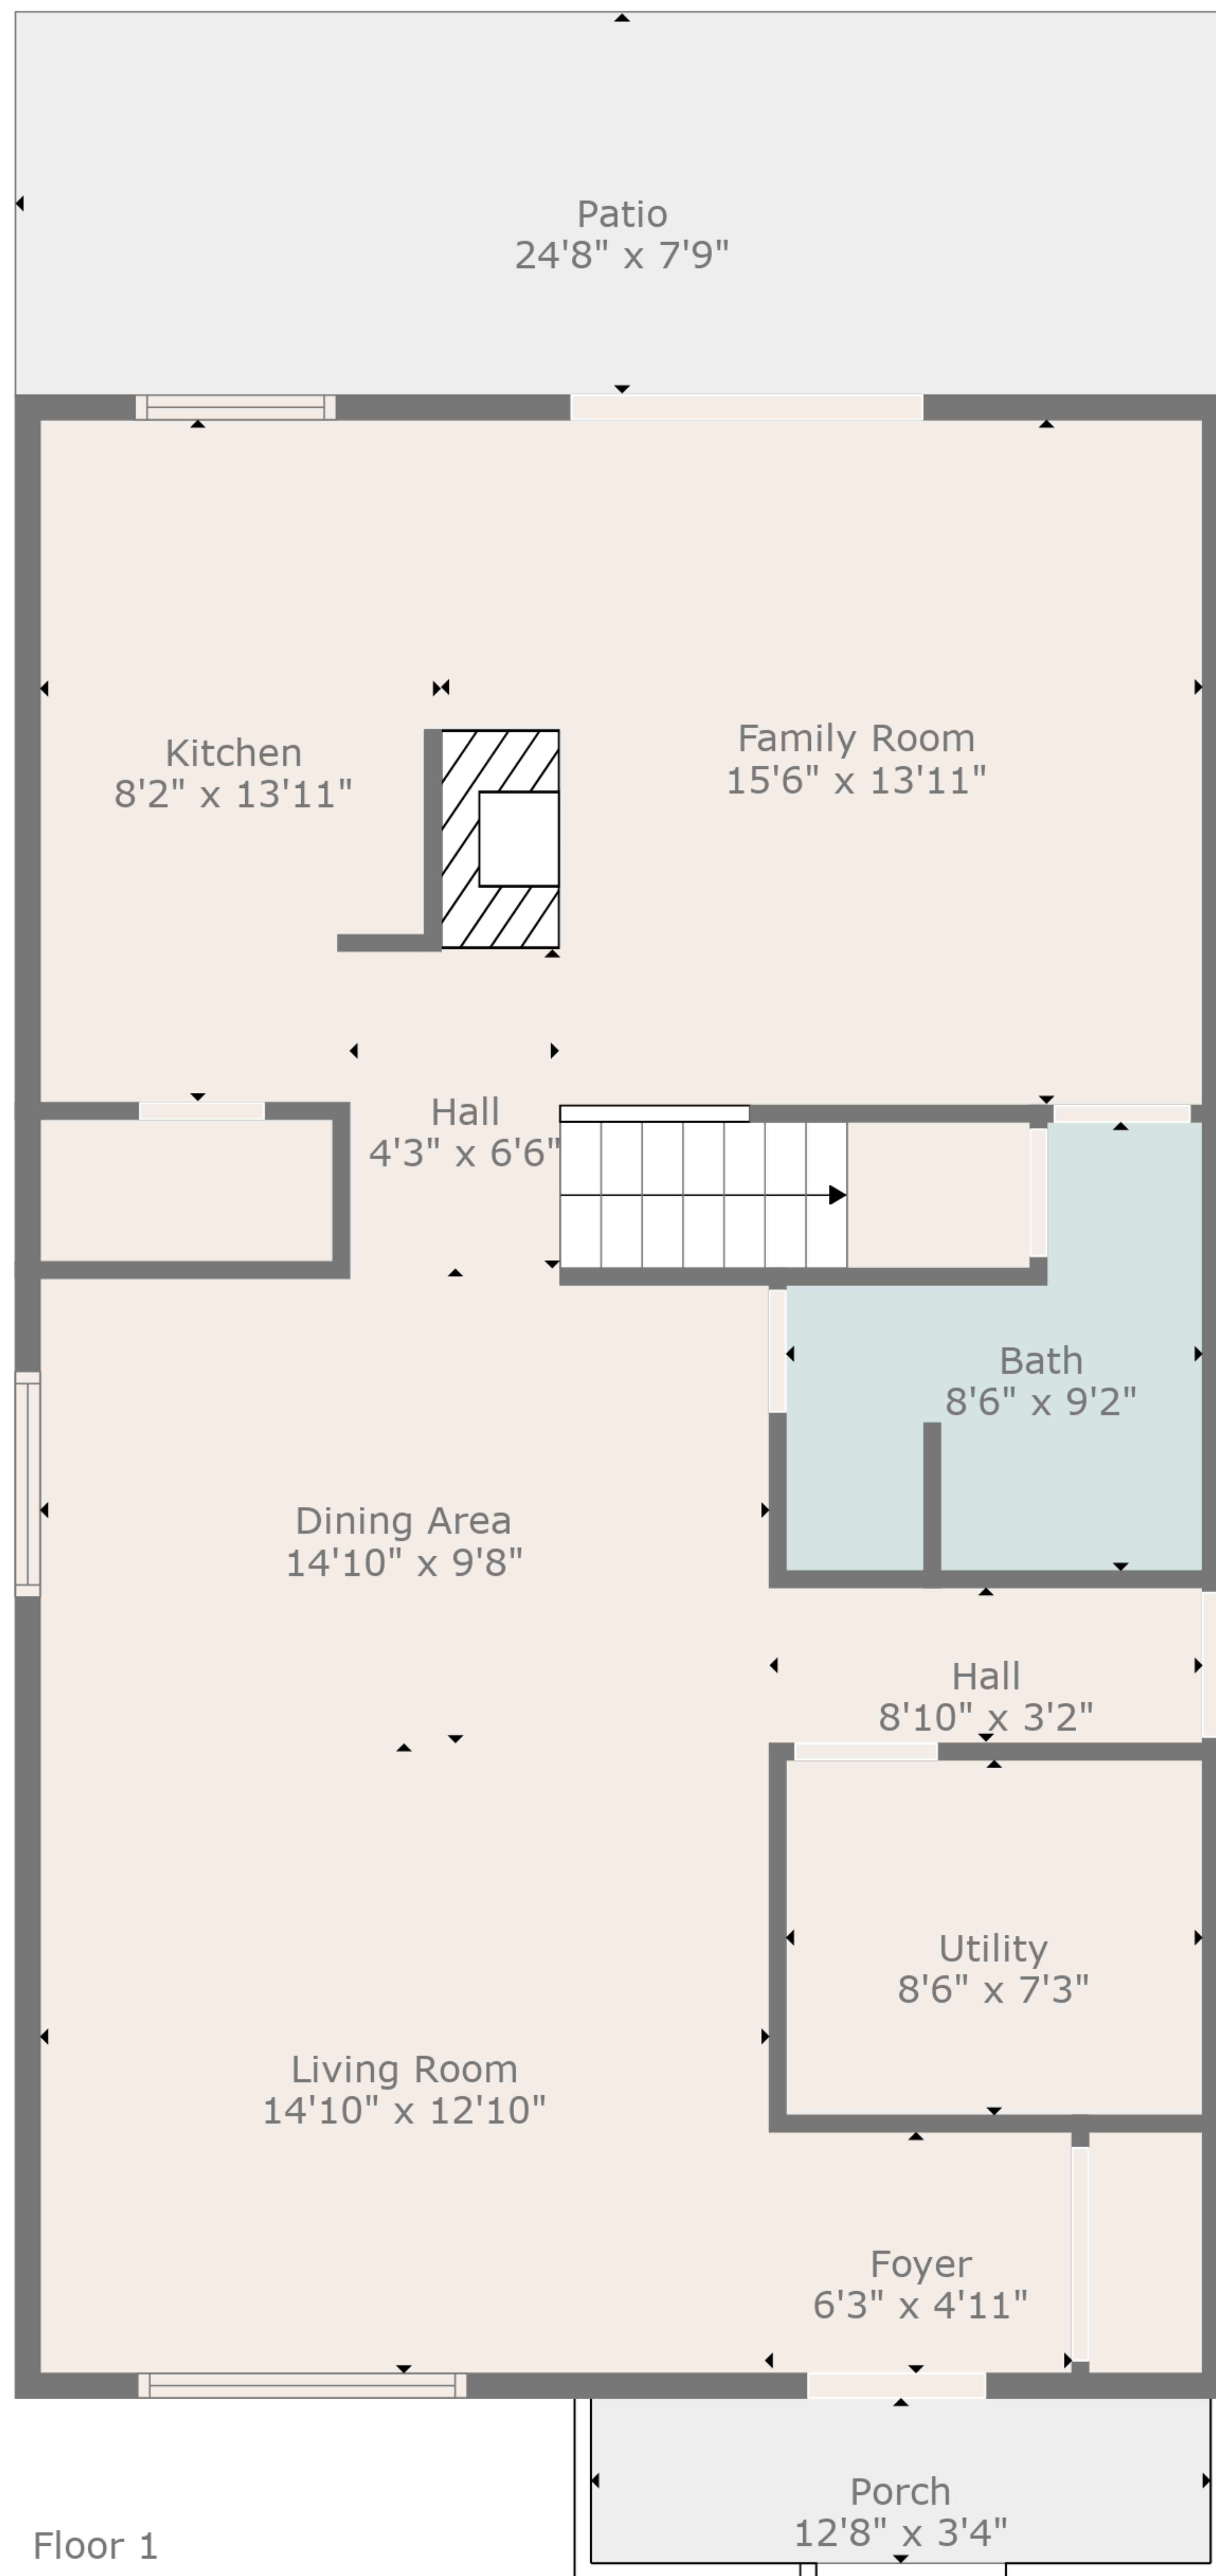 Patio
24'8" x 7'9"
Kitchen
8'2" x 13'11"
Family Room
15'6" x 13'11"
Hall
4'3" x 6'6"
Bath
8'6" x 9'2"
Dining Area
14'10" x 9'8"
Hall
8'10" x 3'2"
Utility
8'6" x 7'3"
Living Room
14'10" x 12'10"
Foyer
6'3" x 4'11"
Porch
12'8" x 3'4"
Floor 1